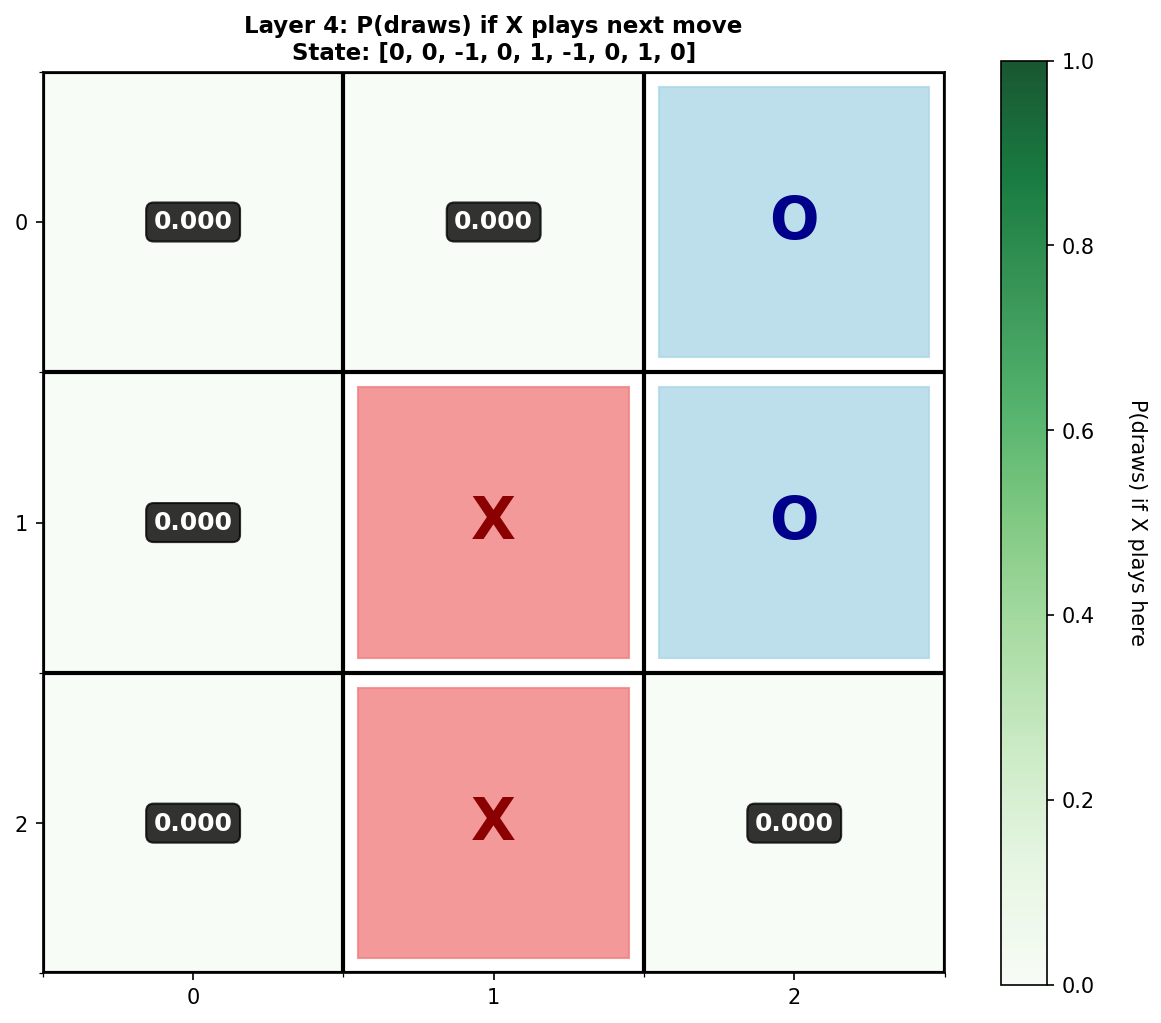 Layer 4: P(draws) if X plays next move
State: [0, 0, -1, 0, 1, -1, 0, 1, 0]
0
0.000
0.000
O
1
0.000
X
O
2
0.000
X
0.000
0
1
2
1.0
0.8
0.6
0.4
0.2
0.0
P(draws) if X plays here